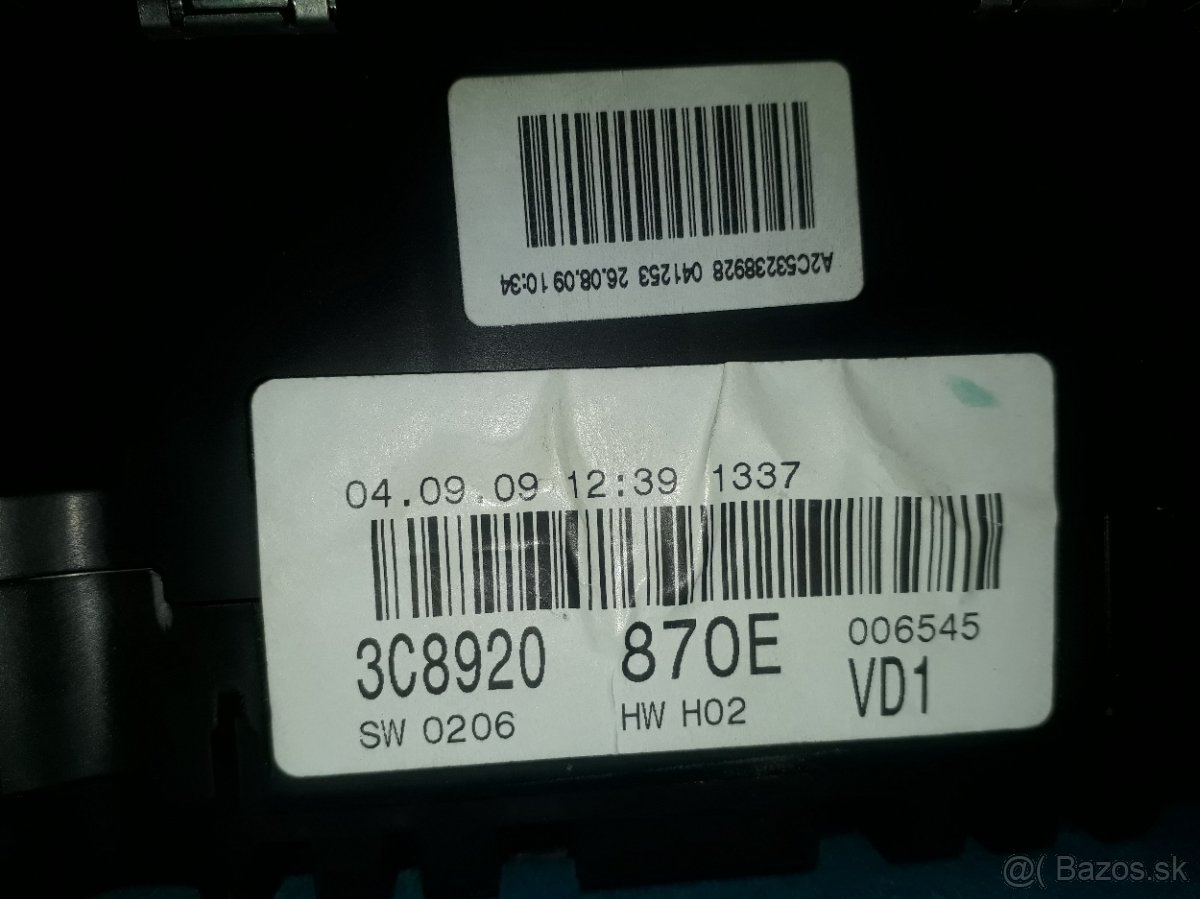 A2C53238928 041253 26.08.09 10:34
04.09.09 12:39 1337
3C8920 870E 006545
SW 0206 HW H02 VD1
@( Bazos.sk